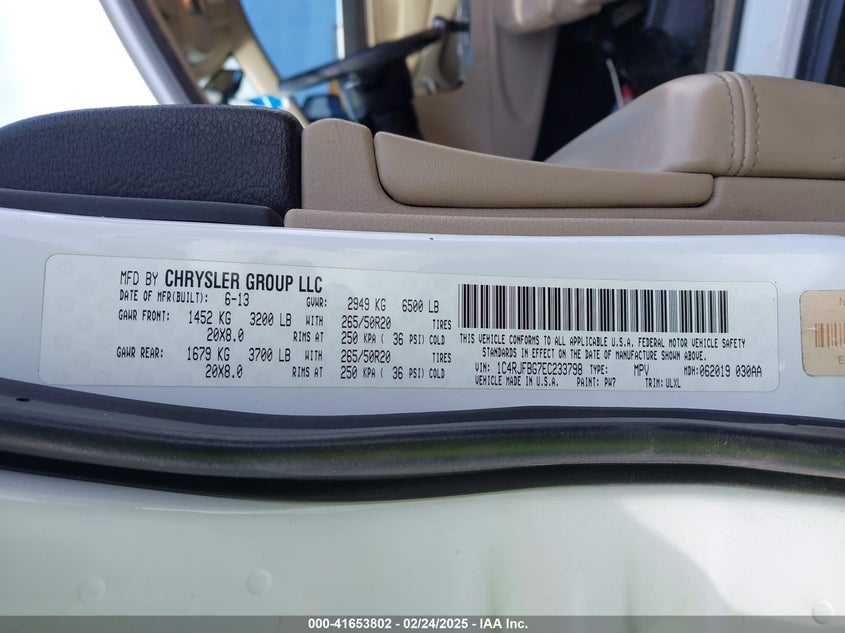 MFD BY CHRYSLER GROUP LLC
DATE OF MFR(BUILT): 6-13 GVWR: 2949 KG 6500 LB
GAWR FRONT: 1452 KG 3200 LB WITH 265/50R20 TIRES
20X8.0 RIMS AT 250 KPA ( 36 PSI) COLD
GAWR REAR: 1679 KG 3700 LB WITH 265/50R20 TIRES
20X8.0 RIMS AT 250 KPA ( 36 PSI) COLD
THIS VEHICLE CONFORMS TO ALL APPLICABLE U.S.A. FEDERAL MOTOR VEHICLE SAFETY
STANDARDS IN EFFECT ON THE DATE OF MANUFACTURE SHOWN ABOVE.
VIN: 1C4RJFBG7EC233798 TYPE: MPV MDH:062019 030AA
VEHICLE MADE IN U.S.A. PAINT: PW7 TRIM: ULXL
N
E
000-41653802 - 02/24/2025 - IAA Inc.